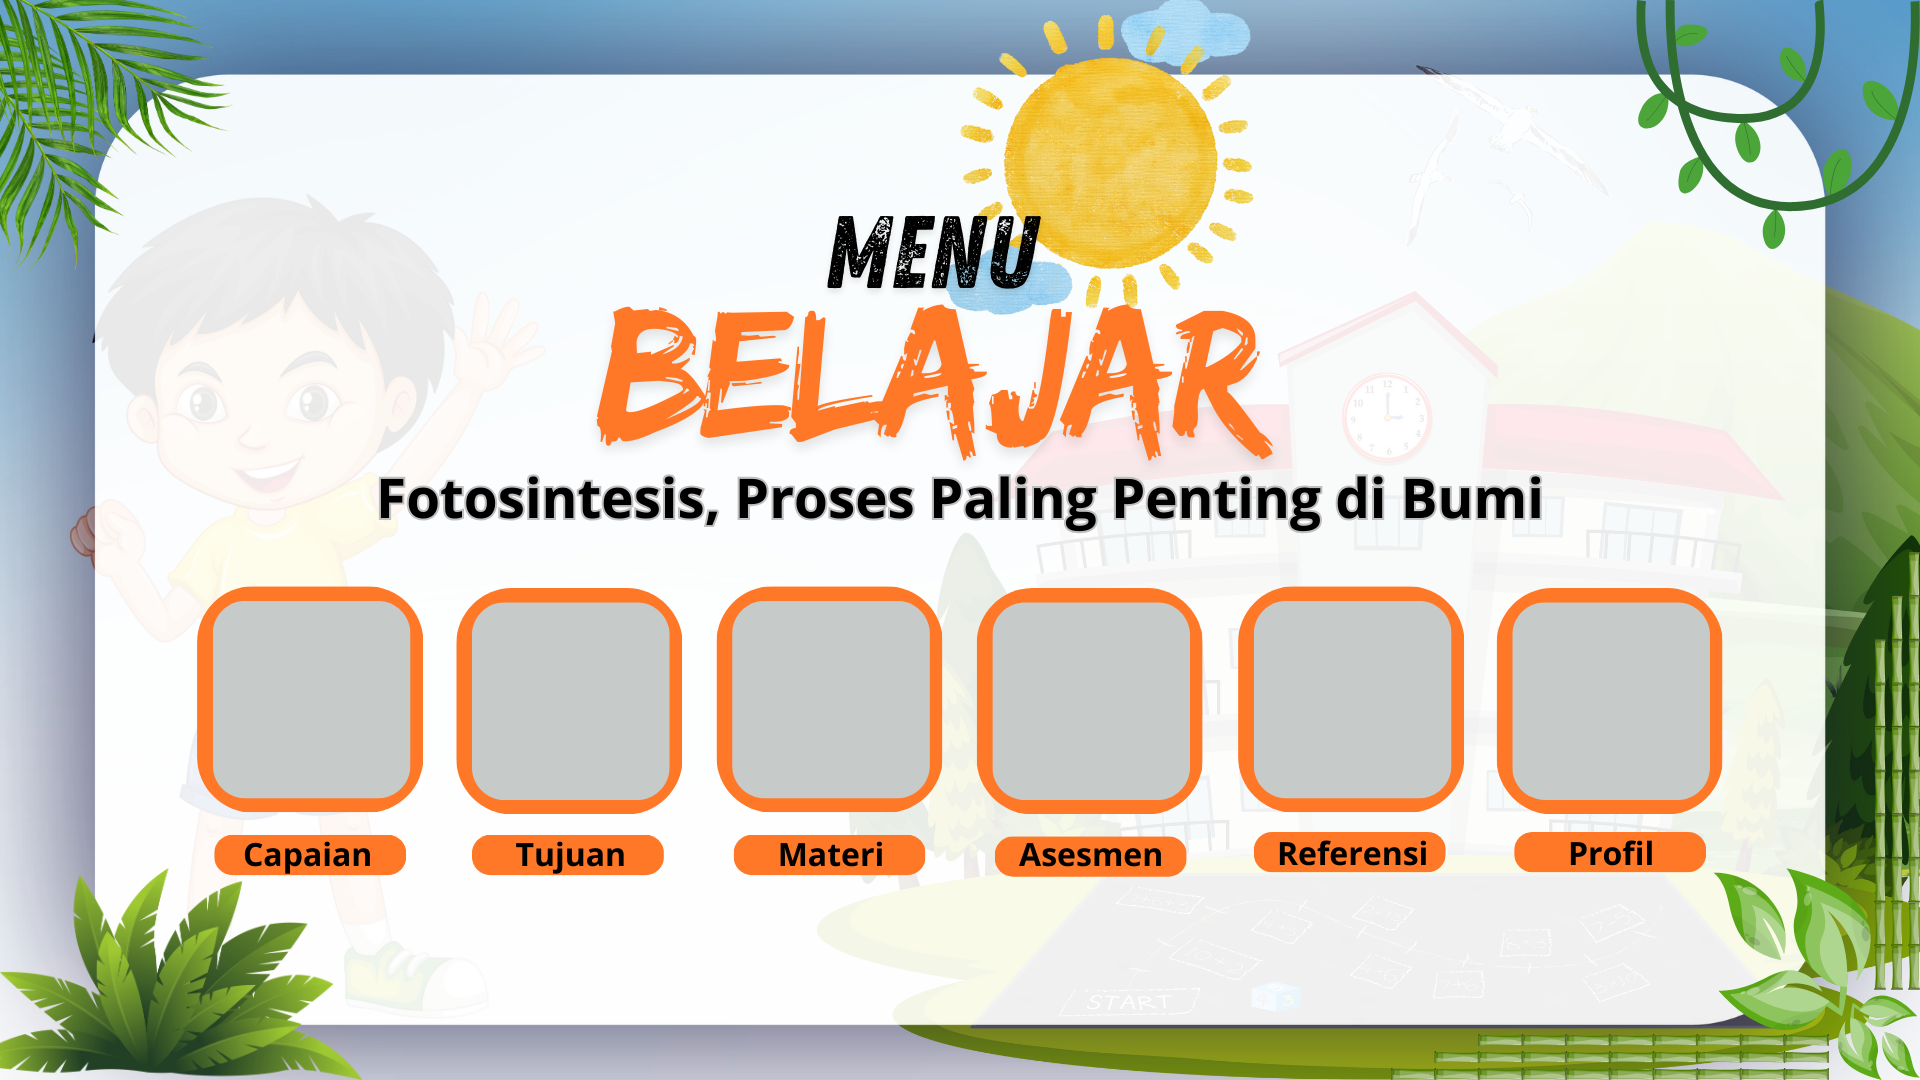 MENU
BELAJAR
Fotosintesis, Proses Paling Penting di Bumi
Capaian
Tujuan
Materi
Asesmen
Referensi
Profil
START